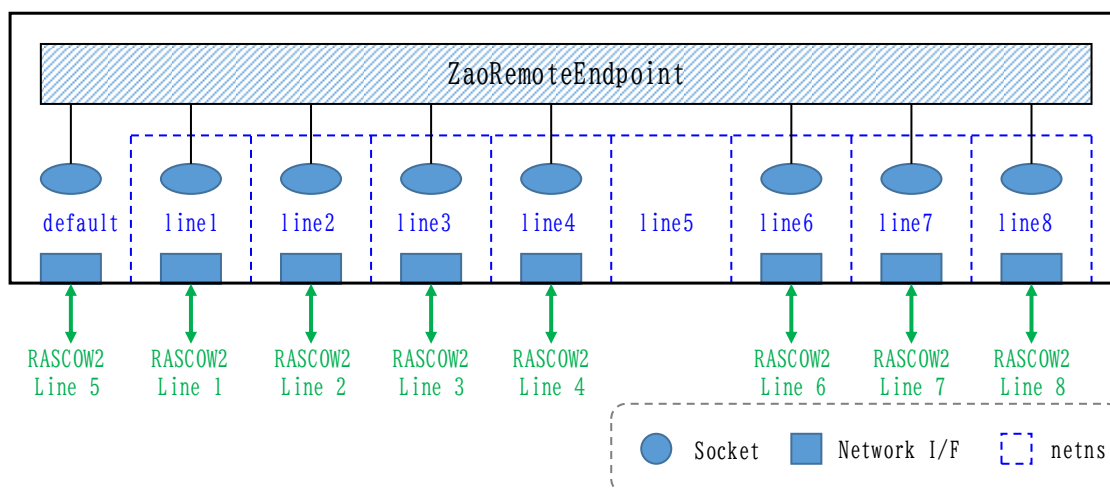 ZaoRemoteEndpoint
default line1 line2 line3 line4 line5 line6 line7 line8
RASCOW2 RASCOW2 RASCOW2 RASCOW2 RASCOW2 RASCOW2 RASCOW2 RASCOW2
Line 5 Line 1 Line 2 Line 3 Line 4 Line 6 Line 7 Line 8
Socket Network I/F netns